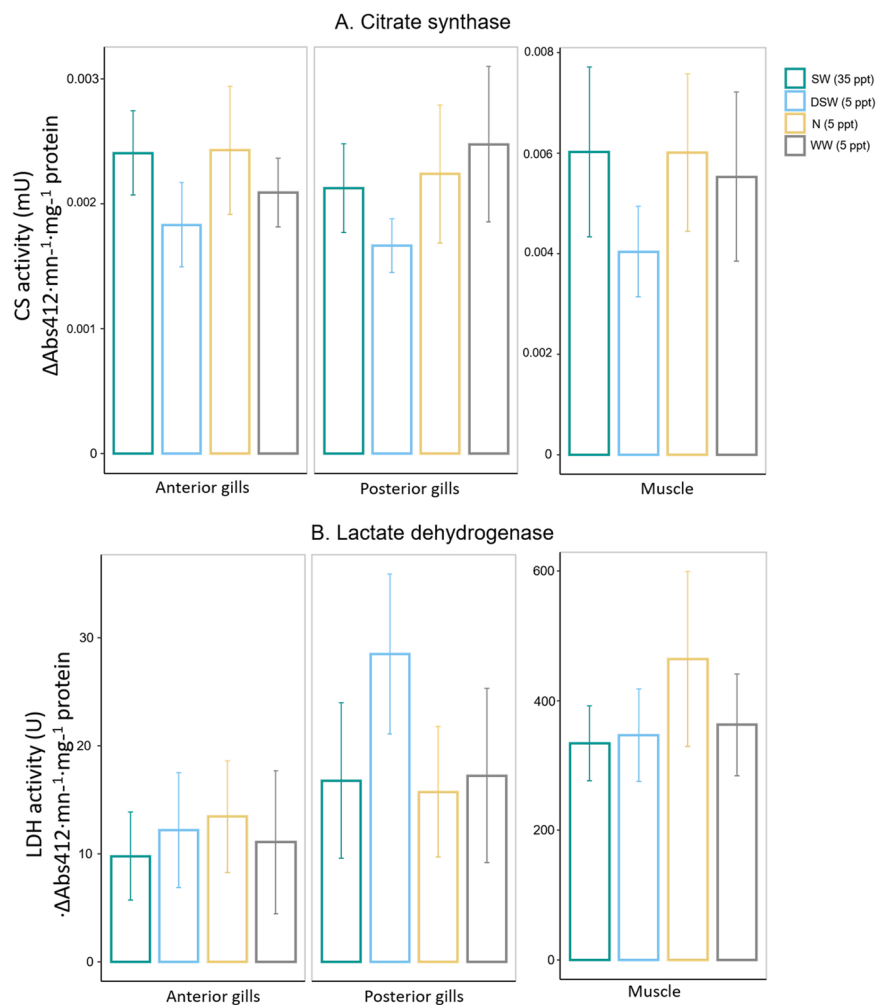 A. Citrate synthase
CS activity (mU)
ΔAbs412·mn-⁻¹·mg-¹ protein
0.003
0.002
0.001
0
0.008
0.006
0.004
0.002
0
Anterior gills
Posterior gills
Muscle
SW (35 ppt)
DSW (5 ppt)
N (5 ppt)
WW (5 ppt)
B. Lactate dehydrogenase
LDH activity (U)
·ΔAbs412·mn-¹·mg-¹ protein
30
20
10
0
600
400
200
0
Anterior gills
Posterior gills
Muscle